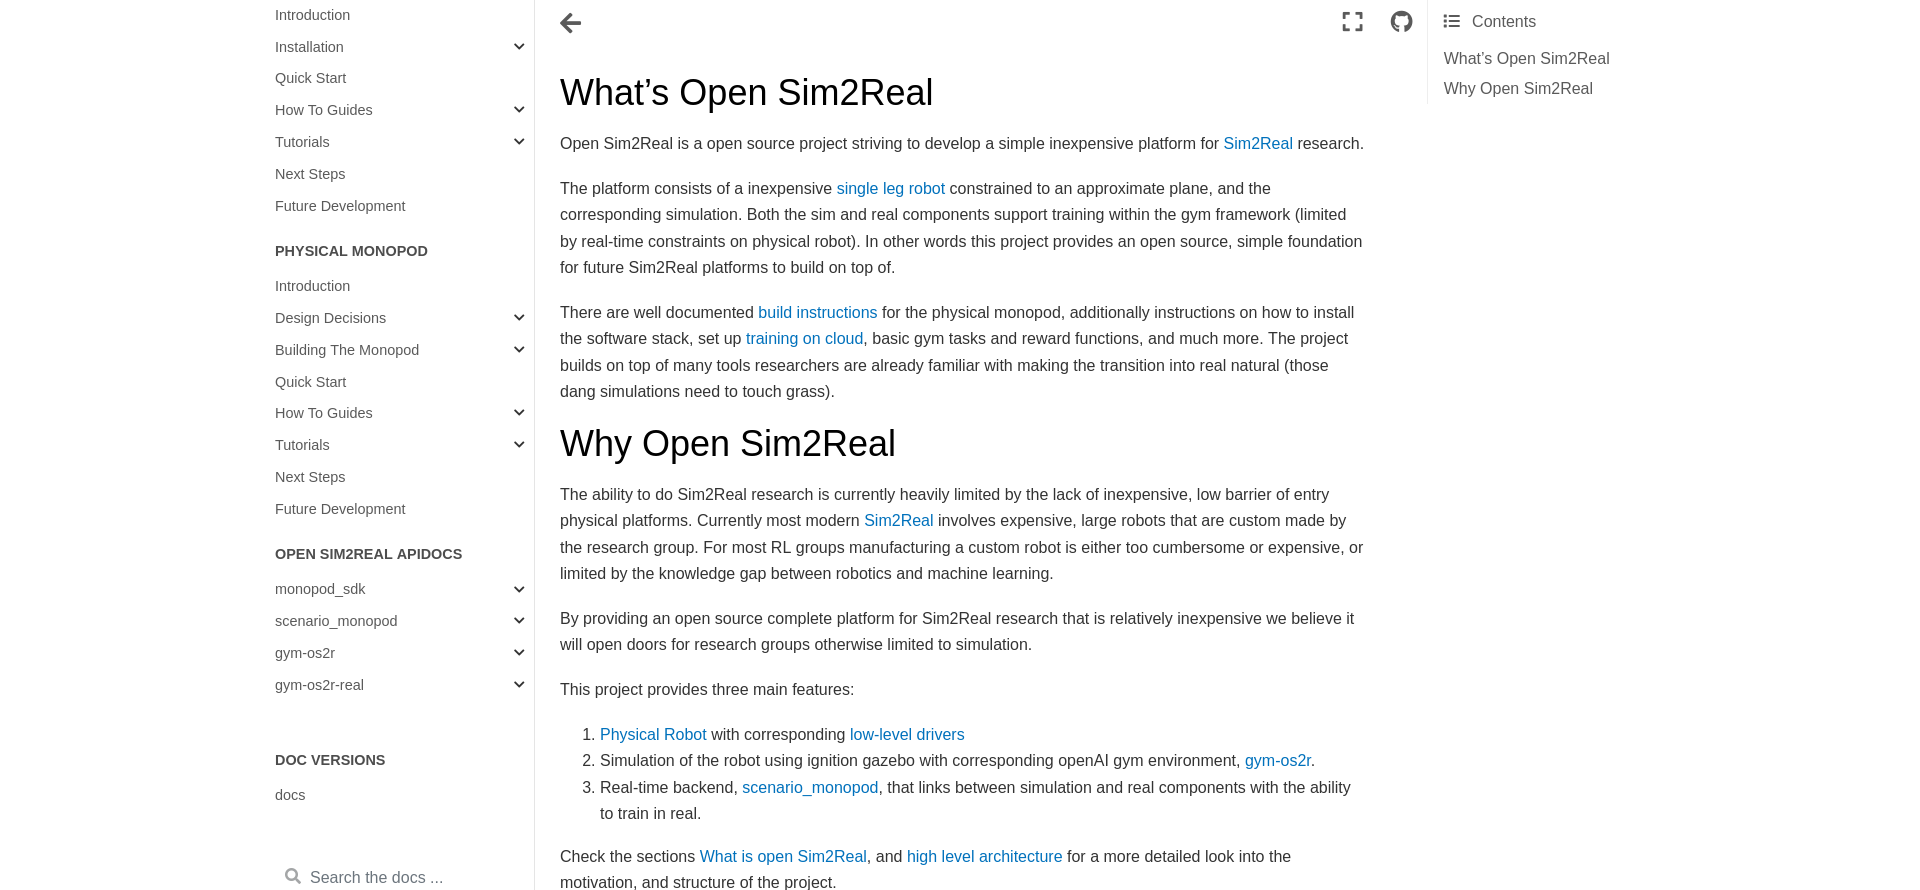 Introduction
Installation
Quick Start
How To Guides
Tutorials
Next Steps
Future Development
PHYSICAL MONOPOD
Introduction
Design Decisions
Building The Monopod
Quick Start
How To Guides
Tutorials
Next Steps
Future Development
OPEN SIM2REAL APIDOCS
monopod_sdk
scenario_monopod
gym-os2r
gym-os2r-real
DOC VERSIONS
docs
Search the docs ...
What’s Open Sim2Real
Open Sim2Real is a open source project striving to develop a simple inexpensive platform for Sim2Real research.
The platform consists of a inexpensive single leg robot constrained to an approximate plane, and the
corresponding simulation. Both the sim and real components support training within the gym framework (limited
by real-time constraints on physical robot). In other words this project provides an open source, simple foundation
for future Sim2Real platforms to build on top of.
There are well documented build instructions for the physical monopod, additionally instructions on how to install
the software stack, set up training on cloud, basic gym tasks and reward functions, and much more. The project
builds on top of many tools researchers are already familiar with making the transition into real natural (those
dang simulations need to touch grass).
Why Open Sim2Real
The ability to do Sim2Real research is currently heavily limited by the lack of inexpensive, low barrier of entry
physical platforms. Currently most modern Sim2Real involves expensive, large robots that are custom made by
the research group. For most RL groups manufacturing a custom robot is either too cumbersome or expensive, or
limited by the knowledge gap between robotics and machine learning.
By providing an open source complete platform for Sim2Real research that is relatively inexpensive we believe it
will open doors for research groups otherwise limited to simulation.
This project provides three main features:
1. Physical Robot with corresponding low-level drivers
2. Simulation of the robot using ignition gazebo with corresponding openAI gym environment, gym-os2r.
3. Real-time backend, scenario_monopod, that links between simulation and real components with the ability
to train in real.
Check the sections What is open Sim2Real, and high level architecture for a more detailed look into the
motivation, and structure of the project.
Contents
What’s Open Sim2Real
Why Open Sim2Real